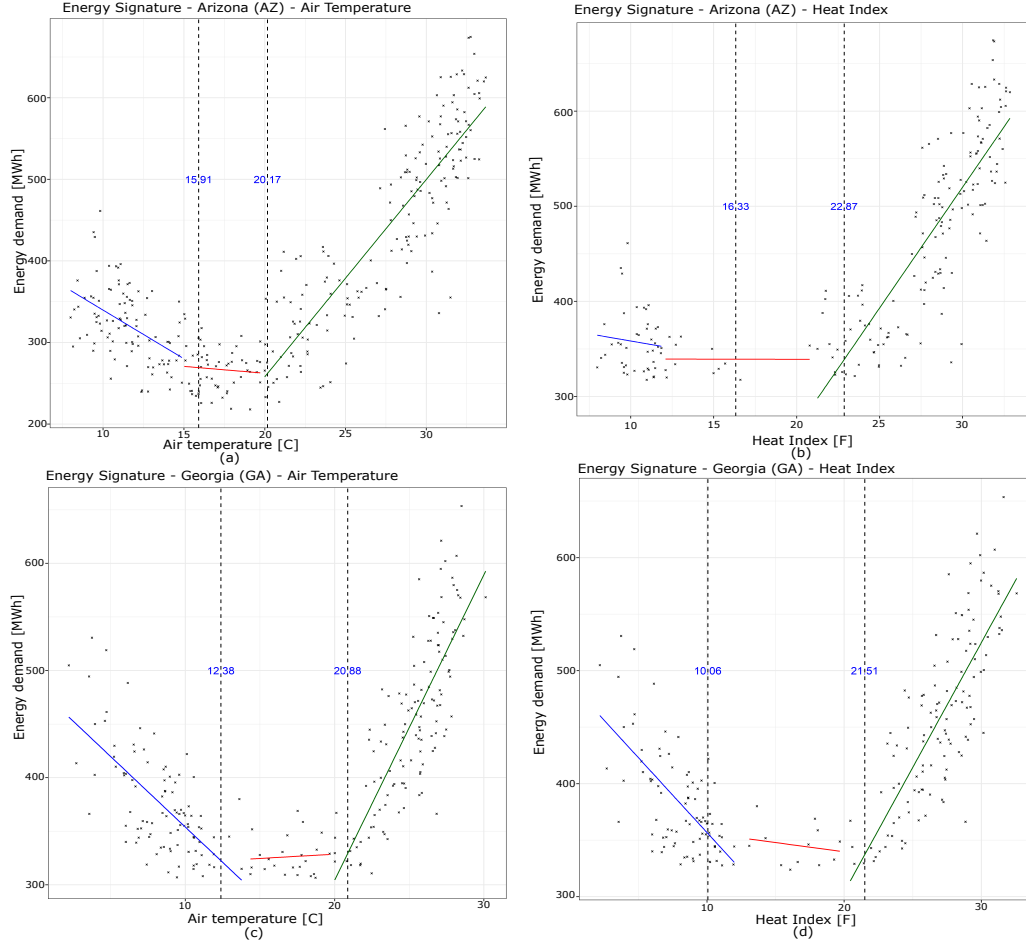 Energy Signature - Arizona (AZ) - Air Temperature
Energy demand [MWh]
600
500
400
300
200
15.91
20.17
10
15
20
25
30
Air temperature [C]
(a)
Energy Signature - Arizona (AZ) - Heat Index
Energy demand [MWh]
600
500
400
300
16.33
22.87
10
15
20
25
30
Heat Index [F]
(b)
Energy Signature - Georgia (GA) - Air Temperature
Energy demand [MWh]
600
500
400
300
12.38
20.88
10
20
30
Air temperature [C]
(c)
Energy Signature - Georgia (GA) - Heat Index
Energy demand [MWh]
600
500
400
300
10.06
21.51
10
20
30
Heat Index [F]
(d)